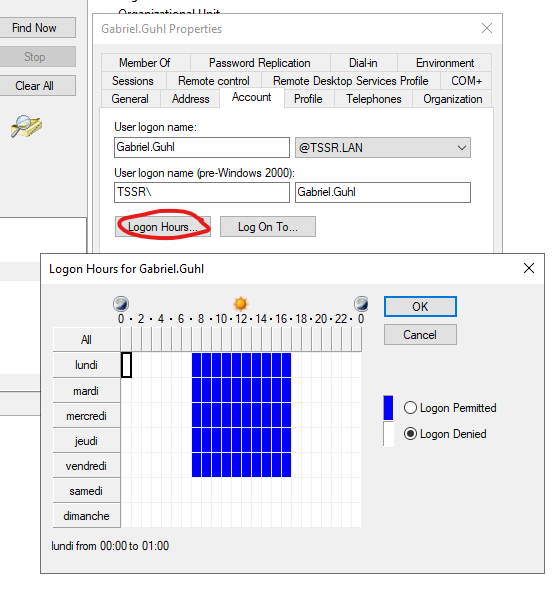 Organizational Unit
Find Now
Stop
Clear All
Gabriel.Guhl Properties
Member Of Password Replication Dial-in Environment
Sessions Remote control Remote Desktop Services Profile COM+
General Address Account Profile Telephones Organization
User logon name:
Gabriel.Guhl @TSSR.LAN
User logon name (pre-Windows 2000):
TSSR\ Gabriel.Guhl
Logon Hours... Log On To...
Logon Hours for Gabriel.Guhl
0 · 2 · 4 · 6 · 8 · 10 · 12 · 14 · 16 · 18 · 20 · 22 · 0
All
lundi
mardi
mercredi
jeudi
vendredi
samedi
dimanche
OK
Cancel
Logon Permitted
Logon Denied
lundi from 00:00 to 01:00